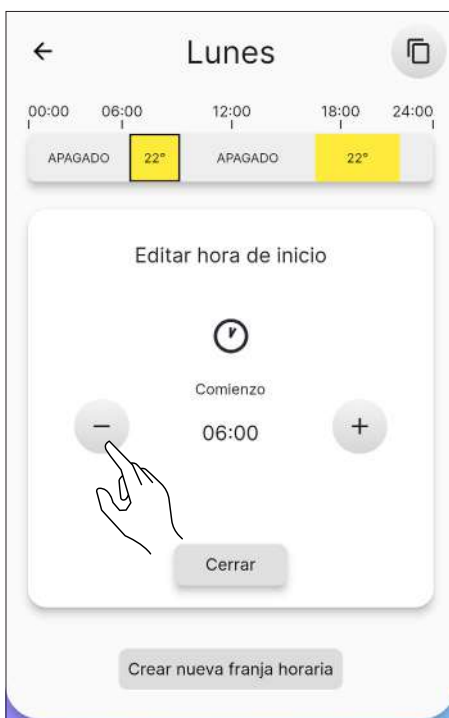 Lunes
00:00 06:00 12:00 18:00 24:00
APAGADO 22° APAGADO 22°
Editar hora de inicio
Comienzo
06:00
Cerrar
Crear nueva franja horaria